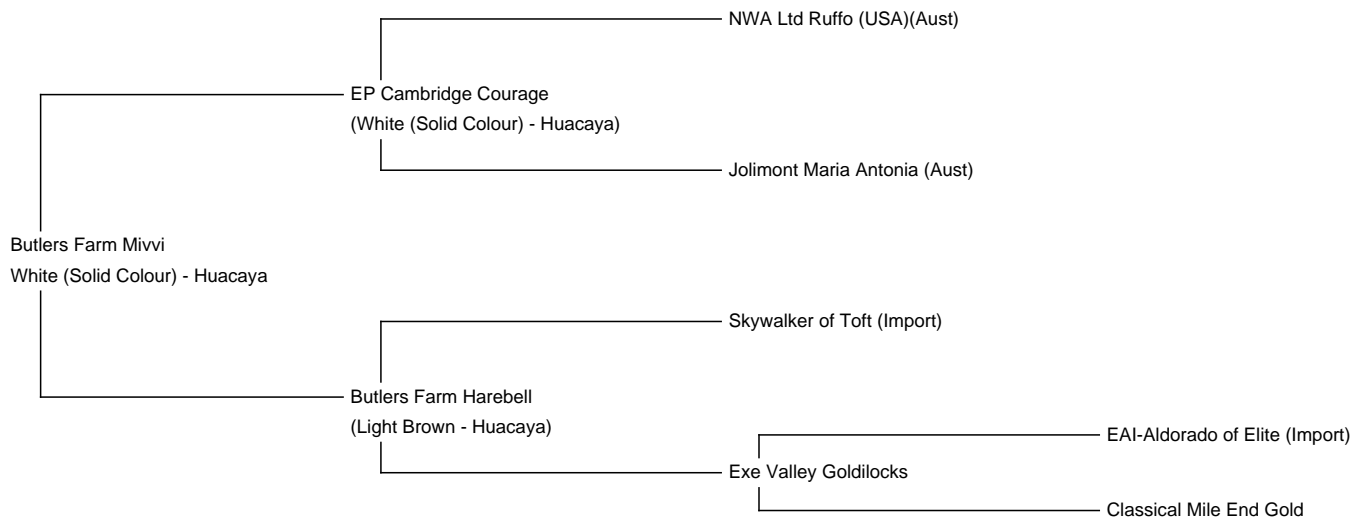 NWA Ltd Ruffo (USA)(Aust)
EP Cambridge Courage
(White (Solid Colour) - Huacaya)
Jolimont Maria Antonia (Aust)
Butlers Farm Mivvi
White (Solid Colour) - Huacaya
Skywalker of Toft (Import)
Butlers Farm Harebell
(Light Brown - Huacaya)
EAI-Aldorado of Elite (Import)
Exe Valley Goldilocks
Classical Mile End Gold